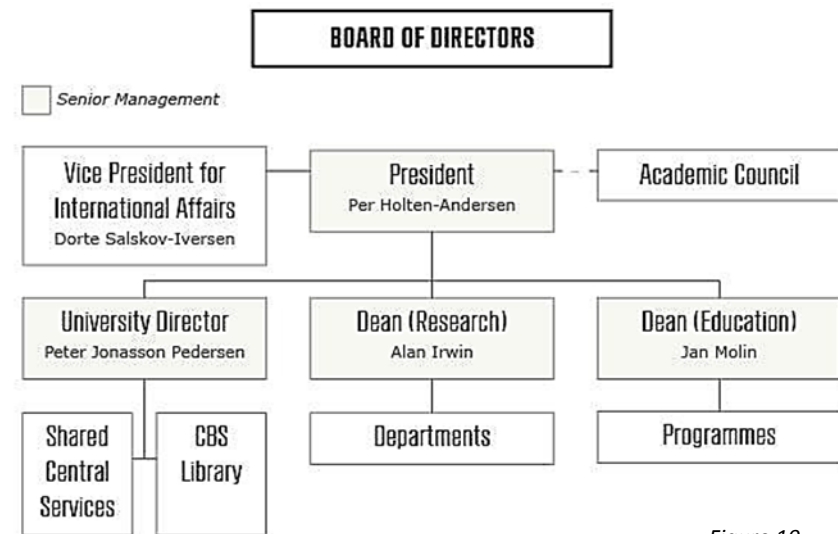 BOARD OF DIRECTORS
Senior Management
Vice President for
International Affairs
Dorte Salskov-Iversen
President
Per Holten-Andersen
Academic Council
University Director
Peter Jonasson Pedersen
Dean (Research)
Alan Irwin
Dean (Education)
Jan Molin
Shared
Central
Services
CBS
Library
Departments
Programmes